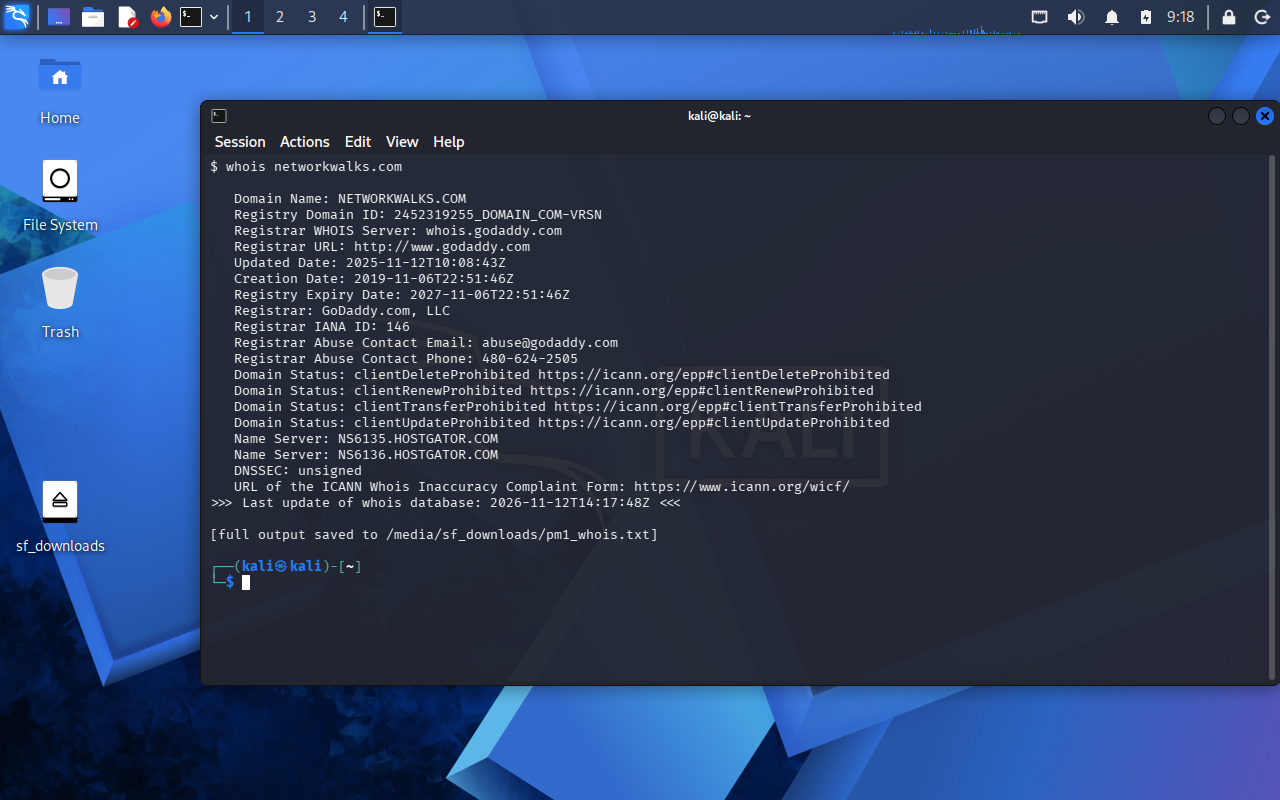 1 2 3 4 9:18
Home
File System
Trash
sf_downloads
kali@kali: ~
Session Actions Edit View Help
$ whois networkwalks.com
Domain Name: NETWORKWALKS.COM
Registry Domain ID: 2452319255_DOMAIN_COM-VRSN
Registrar WHOIS Server: whois.godaddy.com
Registrar URL: http://www.godaddy.com
Updated Date: 2025-11-12T10:08:43Z
Creation Date: 2019-11-06T22:51:46Z
Registry Expiry Date: 2027-11-06T22:51:46Z
Registrar: GoDaddy.com, LLC
Registrar IANA ID: 146
Registrar Abuse Contact Email: abuse@godaddy.com
Registrar Abuse Contact Phone: 480-624-2505
Domain Status: clientDeleteProhibited https://icann.org/epp#clientDeleteProhibited
Domain Status: clientRenewProhibited https://icann.org/epp#clientRenewProhibited
Domain Status: clientTransferProhibited https://icann.org/epp#clientTransferProhibited
Domain Status: clientUpdateProhibited https://icann.org/epp#clientUpdateProhibited
Name Server: NS6135.HOSTGATOR.COM
Name Server: NS6136.HOSTGATOR.COM
DNSSEC: unsigned
URL of the ICANN Whois Inaccuracy Complaint Form: https://www.icann.org/wicf/
>>> Last update of whois database: 2026-11-12T14:17:48Z <<<
[full output saved to /media/sf_downloads/pm1_whois.txt]
┌──(kali㉿kali)-[~]
└─$
KALI